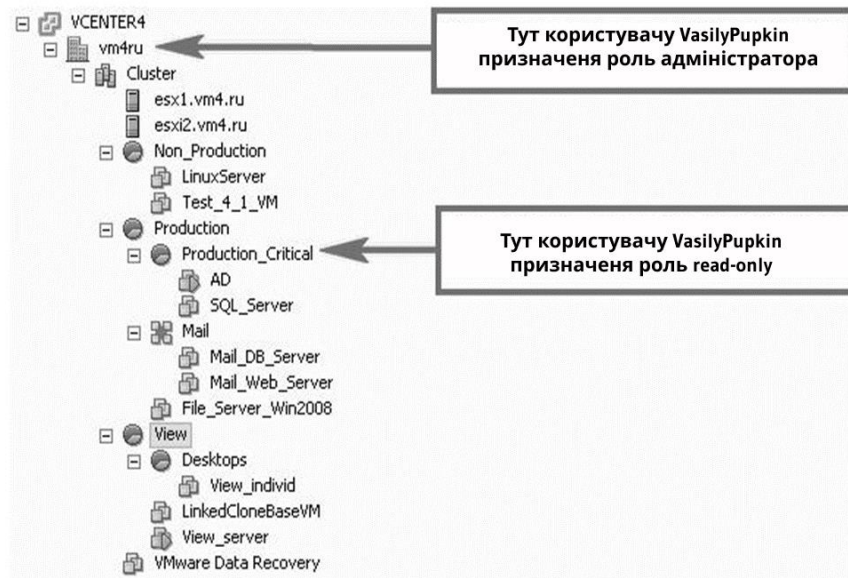 VCENTER4
Тут користувачу VasilyPupkin
призначеня роль адміністратора
vm4ru
Cluster
esx1.vm4.ru
esxi2.vm4.ru
Non_Production
LinuxServer
Test_4_1_VM
Production
Тут користувачу VasilyPupkin
призначеня роль read-only
Production_Critical
AD
SQL_Server
Mail
Mail_DB_Server
Mail_Web_Server
File_Server_Win2008
View
Desktops
View_individ
LinkedCloneBaseVM
View_server
VMware Data Recovery